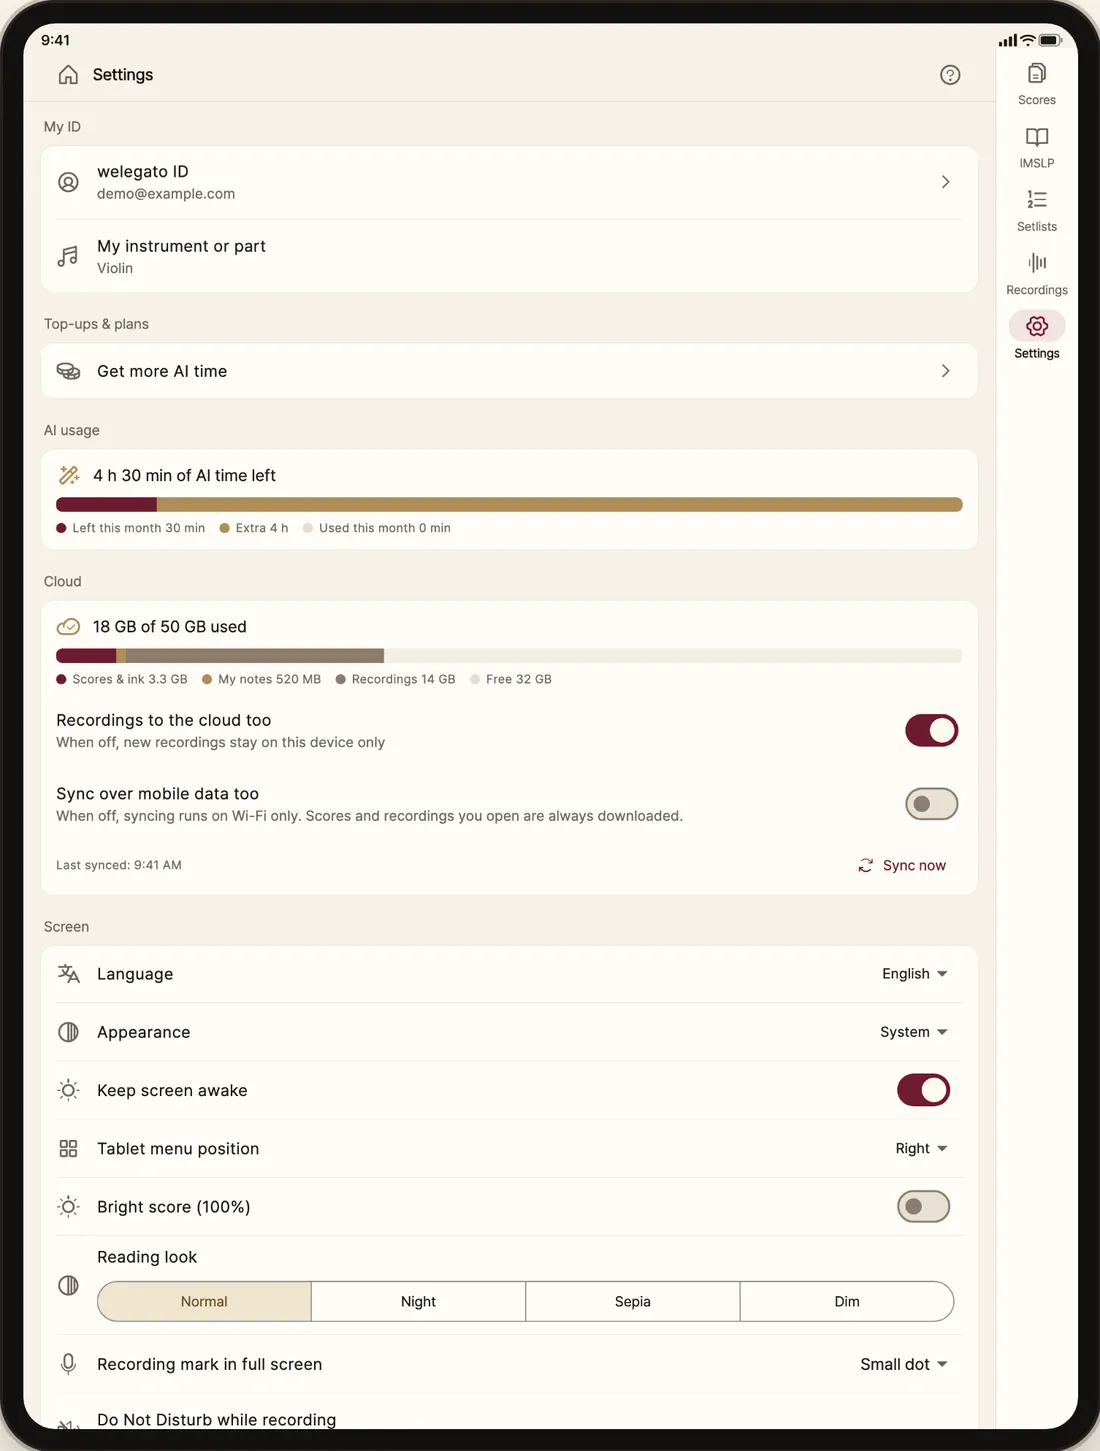 9:41
Settings
My ID
welegato ID
demo@example.com
My instrument or part
Violin
Top-ups & plans
Get more AI time
AI usage
4 h 30 min of AI time left
Left this month 30 min Extra 4 h Used this month 0 min
Cloud
18 GB of 50 GB used
Scores & ink 3.3 GB My notes 520 MB Recordings 14 GB Free 32 GB
Recordings to the cloud too
When off, new recordings stay on this device only
Sync over mobile data too
When off, syncing runs on Wi-Fi only. Scores and recordings you open are always downloaded.
Last synced: 9:41 AM Sync now
Screen
Language English
Appearance System
Keep screen awake
Tablet menu position Right
Bright score (100%)
Reading look
Normal Night Sepia Dim
Recording mark in full screen Small dot
Do Not Disturb while recording
Scores
IMSLP
Setlists
Recordings
Settings